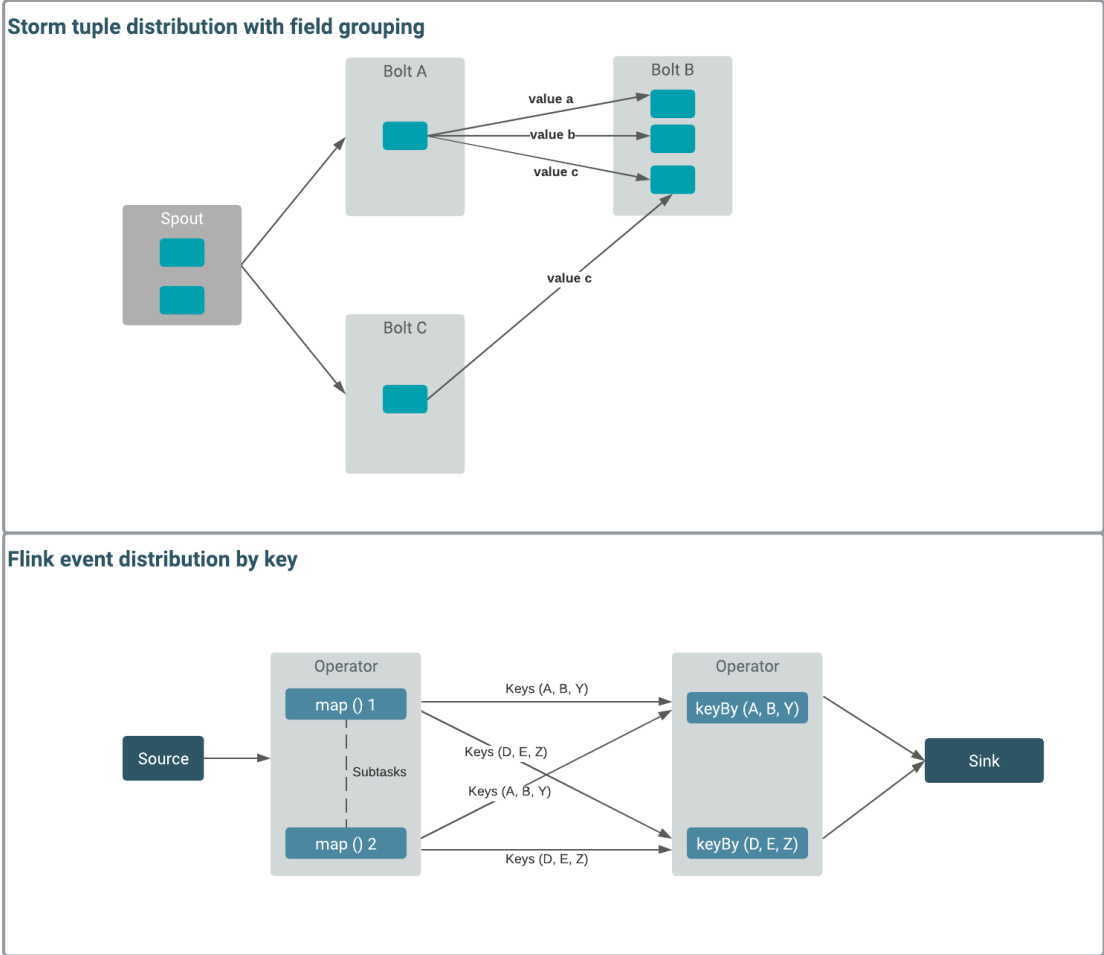 Storm tuple distribution with field grouping
Bolt A
Bolt B
value a
value b
value c
Spout
value c
Bolt C
Flink event distribution by key
Operator
Operator
Keys (A, B, Y)
map () 1
keyBy (A, B, Y)
Keys (D, E, Z)
Source
Sink
Subtasks
Keys (A, B, Y)
map () 2
keyBy (D, E, Z)
Keys (D, E, Z)